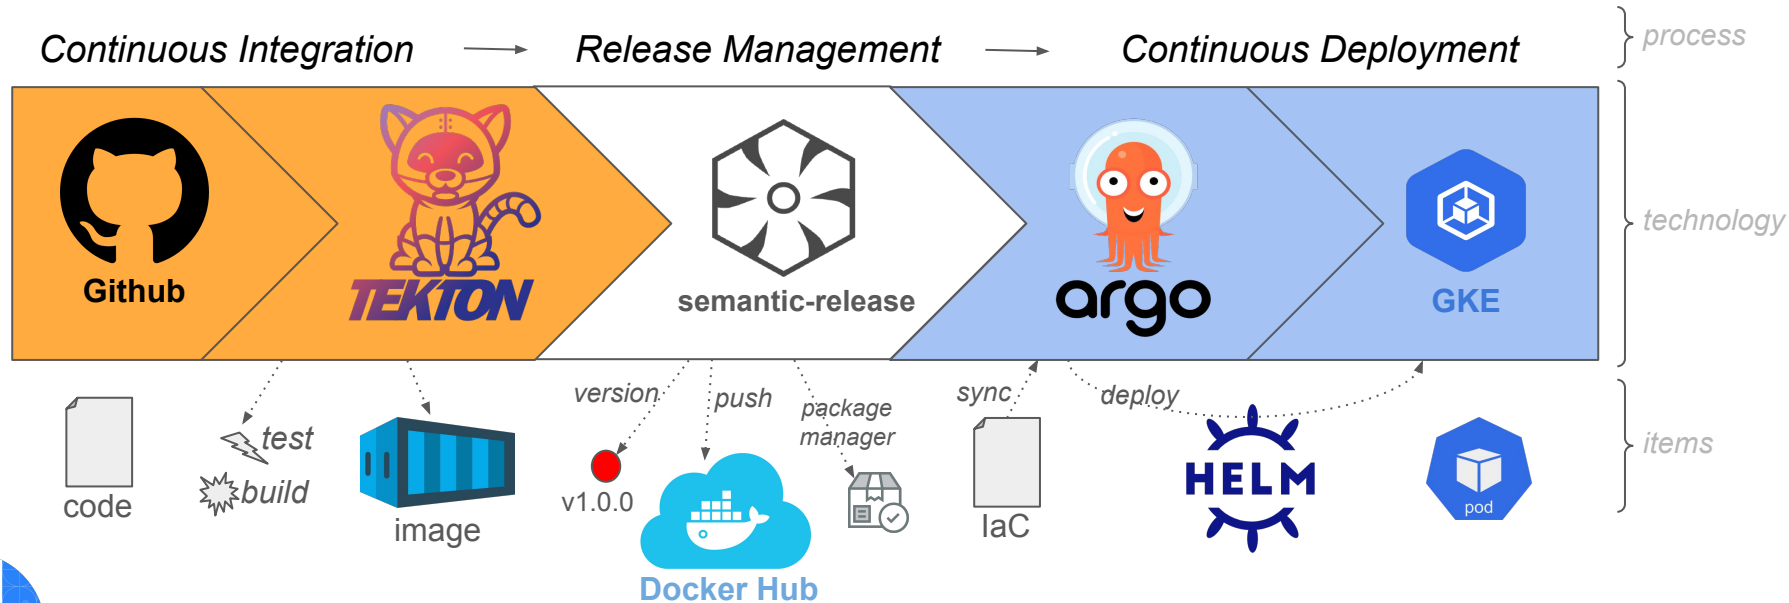 Continuous Integration
Release Management
Continuous Deployment
process
Github
TEKTON
semantic-release
argo
GKE
technology
code
test
build
image
version
v1.0.0
push
Docker Hub
package
manager
sync
IaC
deploy
HELM
pod
items